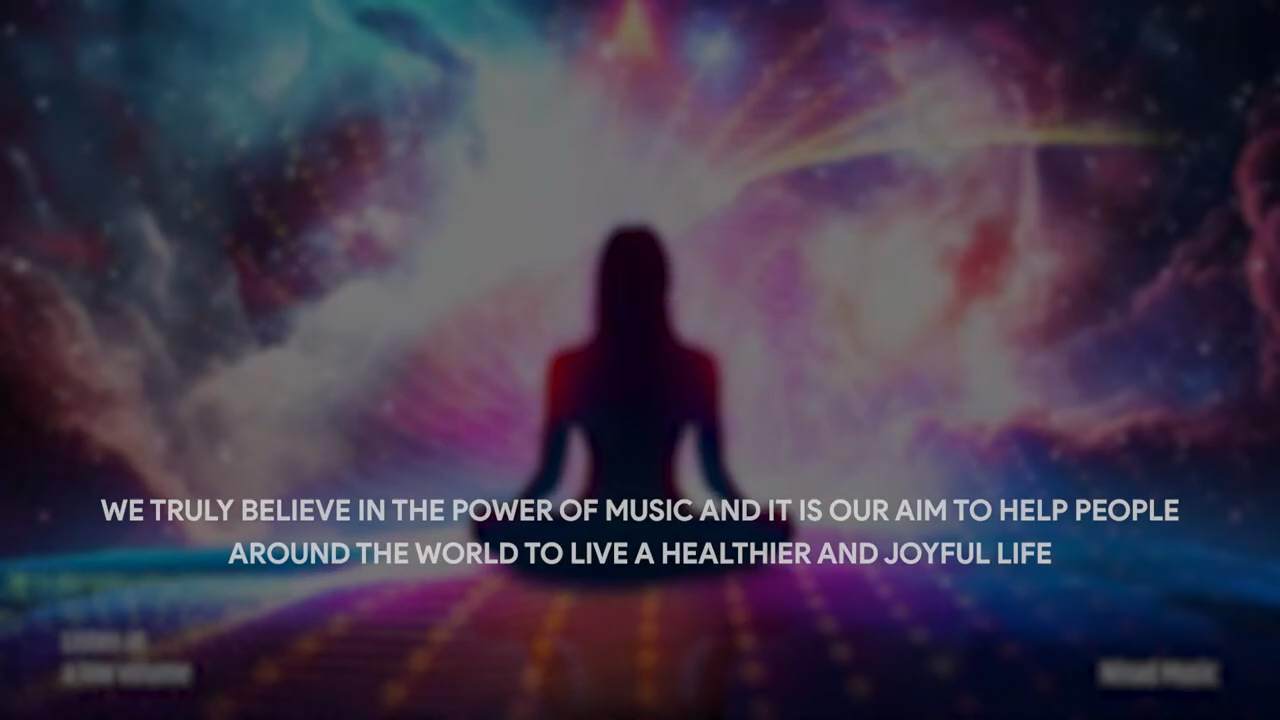 WE TRULY BELIEVE IN THE POWER OF MUSIC AND IT IS OUR AIM TO HELP PEOPLE
AROUND THE WORLD TO LIVE A HEALTHIER AND JOYFUL LIFE